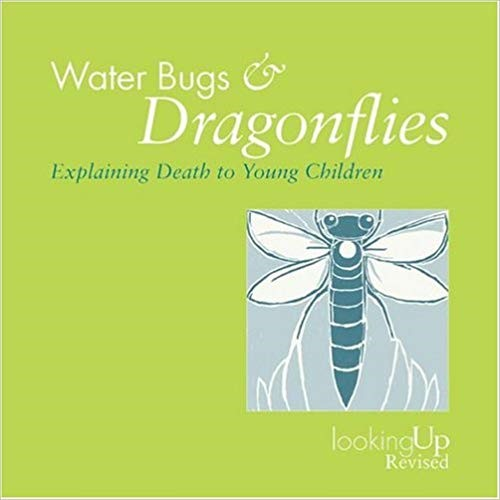 Water Bugs &
Dragonflies
Explaining Death to Young Children
lookingUp
Revised